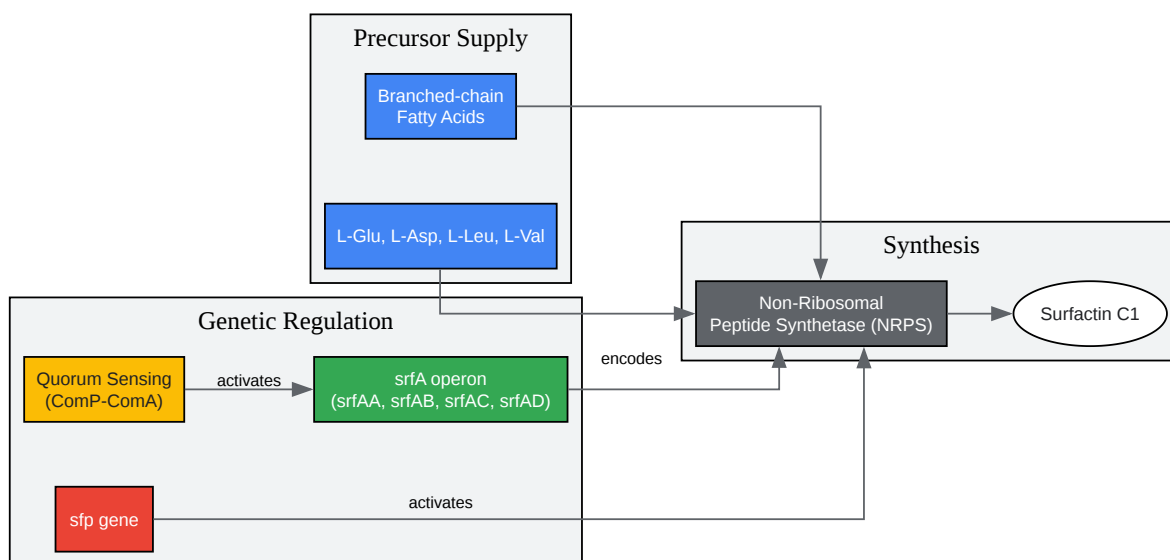 Precursor Supply
Branched-chain
Fatty Acids
L-Glu, L-Asp, L-Leu, L-Val
Synthesis
Non-Ribosomal
Peptide Synthetase (NRPS)
Surfactin C1
Genetic Regulation
encodes
Quorum Sensing
(ComP-ComA)
activates
srfA operon
(srfAA, srfAB, srfAC, srfAD)
activates
sfp gene